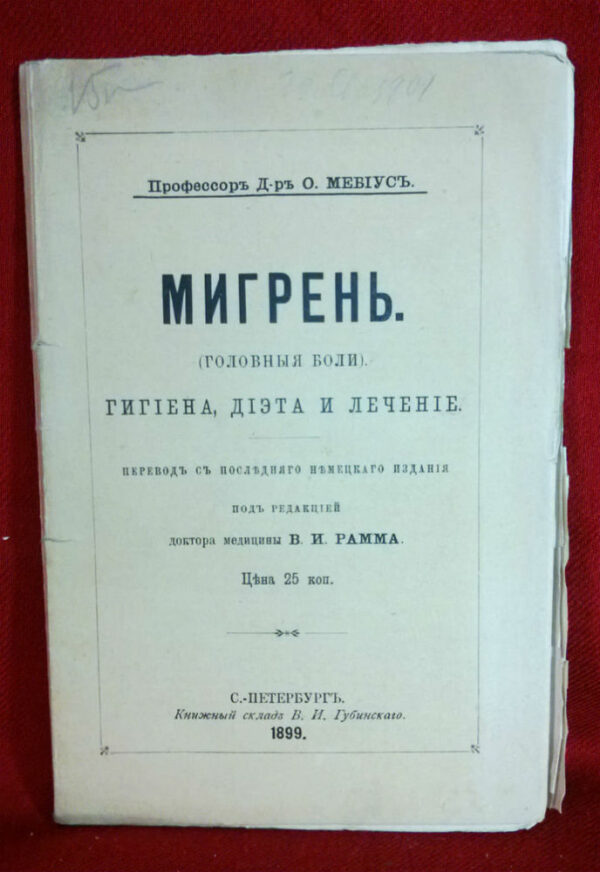 Профессоръ Д-ръ О. МЕБІУСЪ.
МИГРЕНЬ.
(ГОЛОВНЫЯ БОЛИ).
ГИГІЕНА, ДІЭТА И ЛЕЧЕНІЕ.
ПЕРЕВОДЪ СЪ ПОСЛѢДНЯГО НѢМЕЦКАГО ИЗДАНІЯ
ПОДЪ РЕДАКЦІЕЙ
доктора медицины В. И. РАММА.
Цѣна 25 коп.
С.-ПЕТЕРБУРГЪ.
Книжный складъ В. И. Губинскаго.
1899.